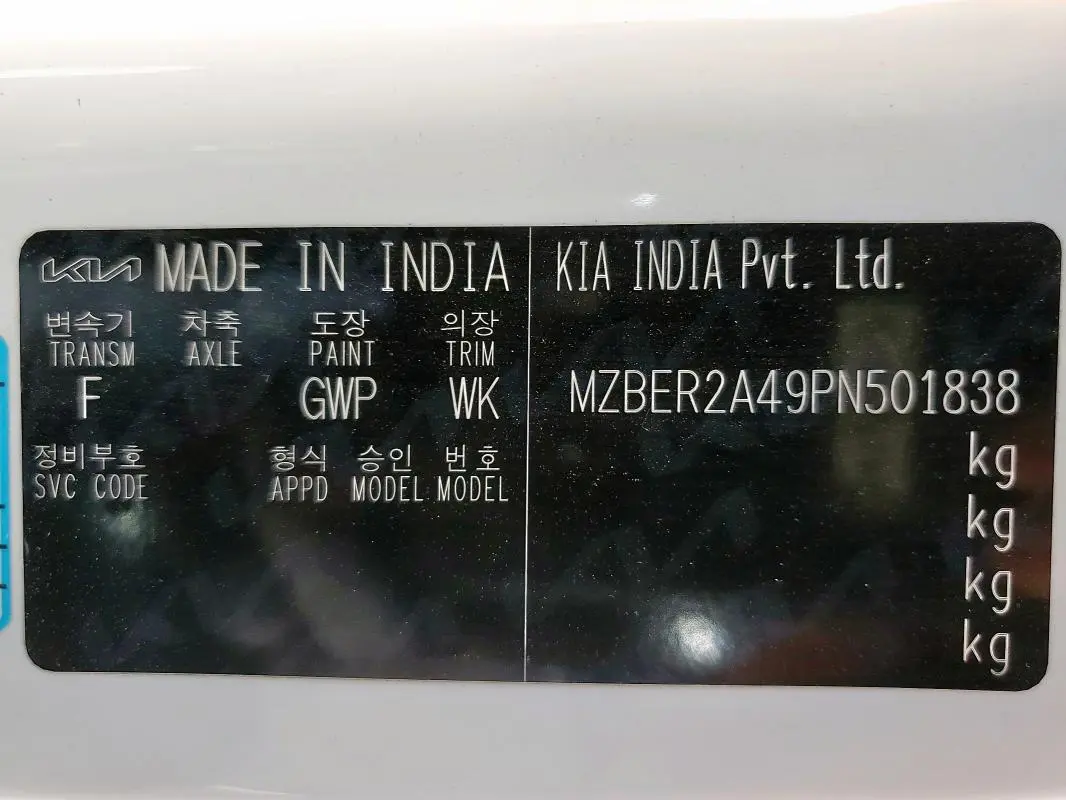 KIA MADE IN INDIA
변속기 차축 도장 의장
TRANSM AXLE PAINT TRIM
F GWP WK
정비부호 형식 승인 번호
SVC CODE APPD MODEL MODEL
KIA INDIA Pvt. Ltd.
MZBER2A49PN501838
kg
kg
kg
kg